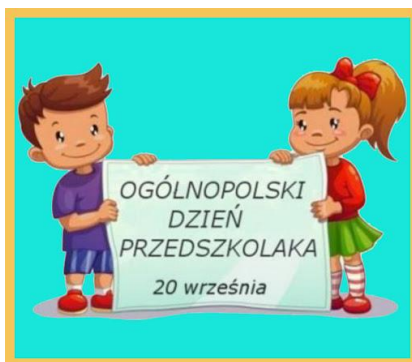 OGÓLNOPOLSKI
DZIEŃ
PRZEDSZKOLAKA
20 września